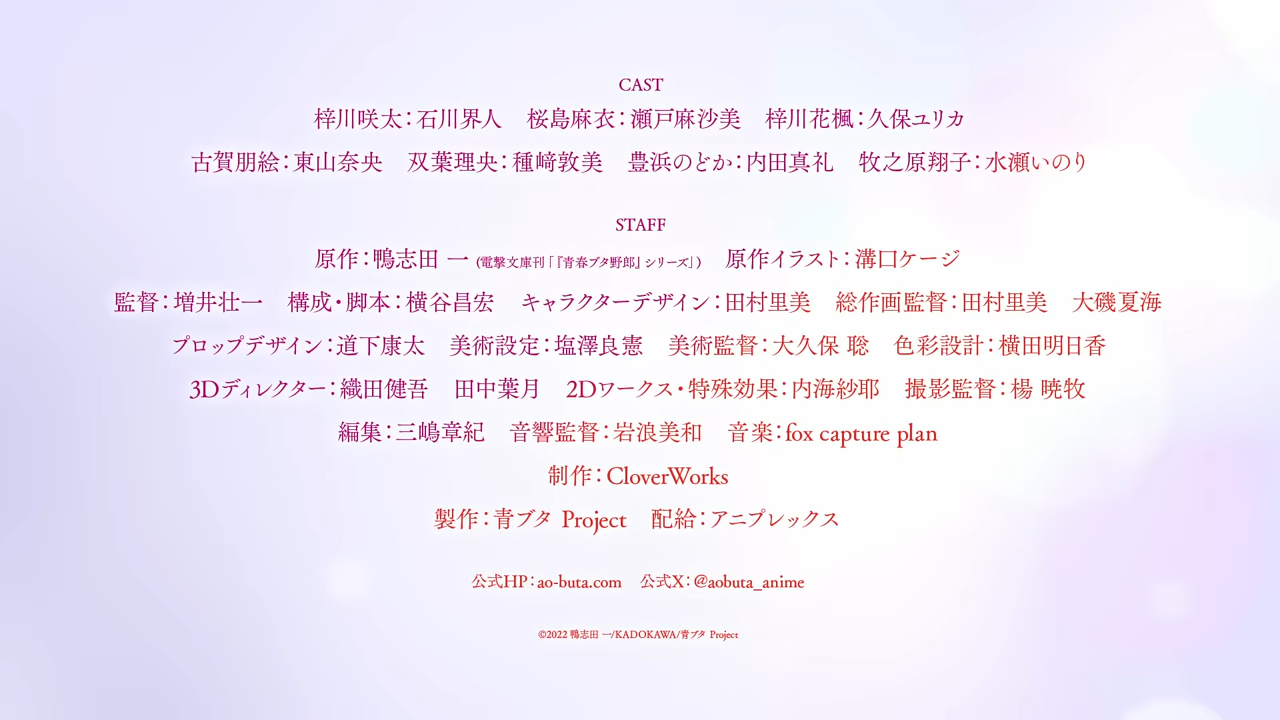 CAST
梓川咲太：石川界人　桜島麻衣：瀬戸麻沙美　梓川花楓：久保ユリカ
古賀朋絵：東山奈央　双葉理央：種﨑敦美　豊浜のどか：内田真礼　牧之原翔子：水瀬いのり
STAFF
原作：鴨志田 一（電撃文庫刊「『青春ブタ野郎』シリーズ」）　原作イラスト：溝口ケージ
監督：増井壮一　構成・脚本：横谷昌宏　キャラクターデザイン：田村里美　総作画監督：田村里美　大磯夏海
プロップデザイン：道下康太　美術設定：塩澤良憲　美術監督：大久保 聡　色彩設計：横田明日香
3Dディレクター：織田健吾　田中葉月　2Dワークス・特殊効果：内海紗耶　撮影監督：楊 暁牧
編集：三嶋章紀　音響監督：岩浪美和　音楽：fox capture plan
制作：CloverWorks
製作：青ブタ Project　配給：アニプレックス
公式HP：ao-buta.com　公式X：@aobuta_anime
©2022 鴨志田 一/KADOKAWA/青ブタ Project